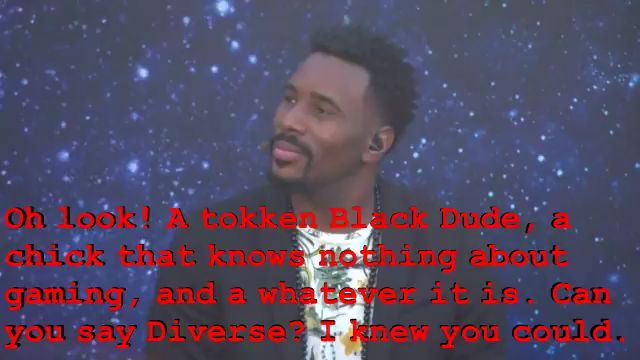 Oh look! A tokken Black Dude, a
chick that knows nothing about
gaming, and a whatever it is. Can
you say Diverse? I knew you could.